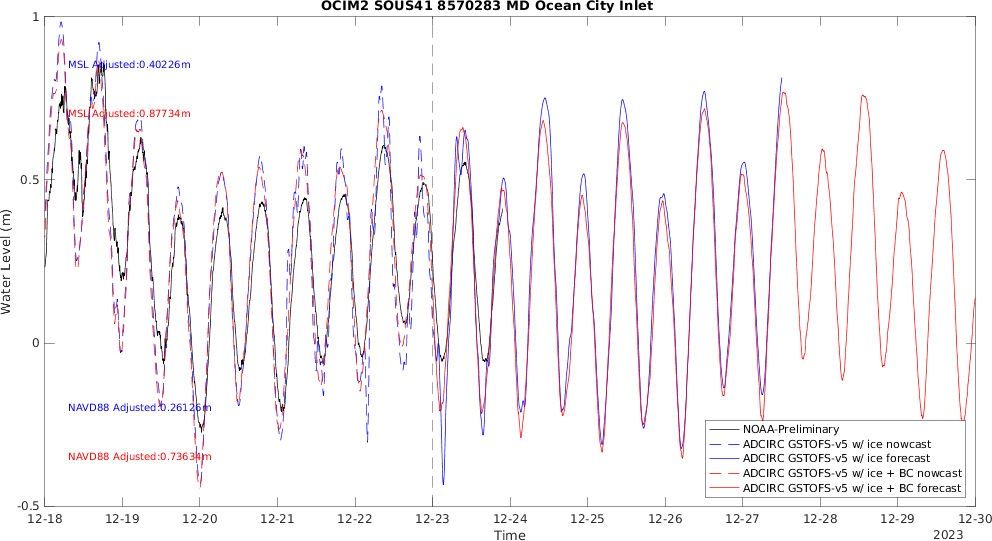 OCIM2 SOUS41 8570283 MD Ocean City Inlet
1
MSL Adjusted:0.40226m
MSL Adjusted:0.87734m
0.5
Water Level (m)
0
NAVD88 Adjusted:0.26126m
NAVD88 Adjusted:0.73634m
NOAA-Preliminary
ADCIRC GSTOFS-v5 w/ ice nowcast
ADCIRC GSTOFS-v5 w/ ice forecast
ADCIRC GSTOFS-v5 w/ ice + BC nowcast
ADCIRC GSTOFS-v5 w/ ice + BC forecast
-0.5
12-18 12-19 12-20 12-21 12-22 12-23 12-24 12-25 12-26 12-27 12-28 12-29 12-30
Time
2023